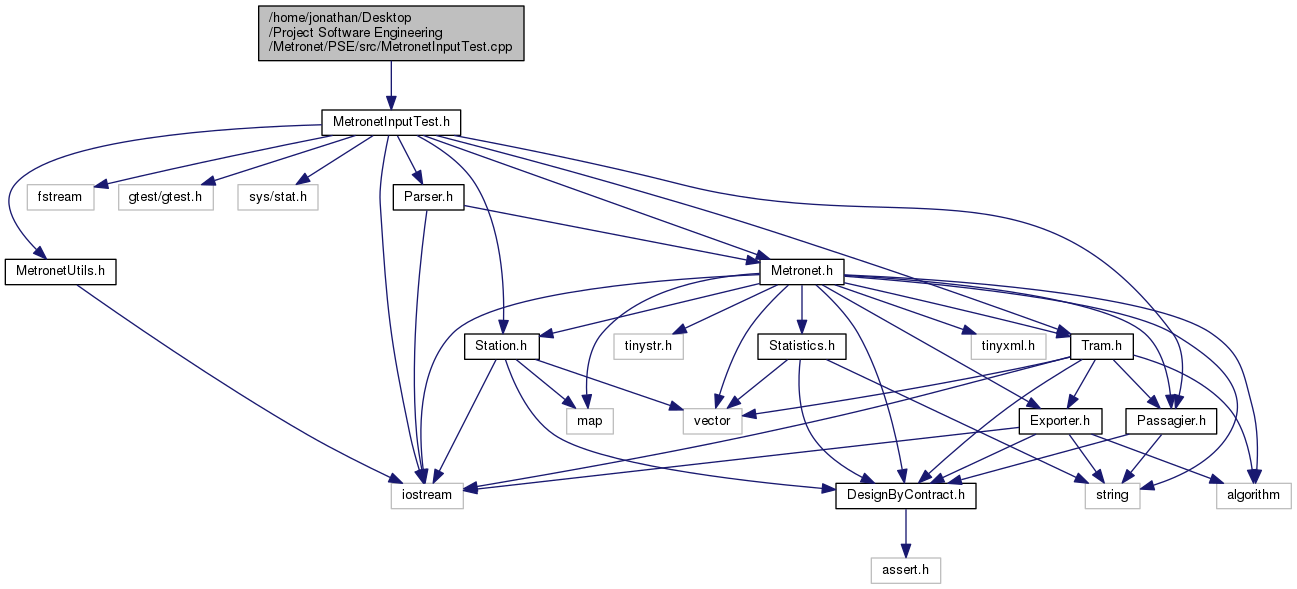 /home/jonathan/Desktop
/Project Software Engineering
/Metronet/PSE/src/MetronetInputTest.cpp
MetronetInputTest.h
fstream
gtest/gtest.h
sys/stat.h
Parser.h
MetronetUtils.h
Metronet.h
Station.h
tinystr.h
Statistics.h
tinyxml.h
Tram.h
map
vector
Exporter.h
Passagier.h
iostream
DesignByContract.h
string
algorithm
assert.h